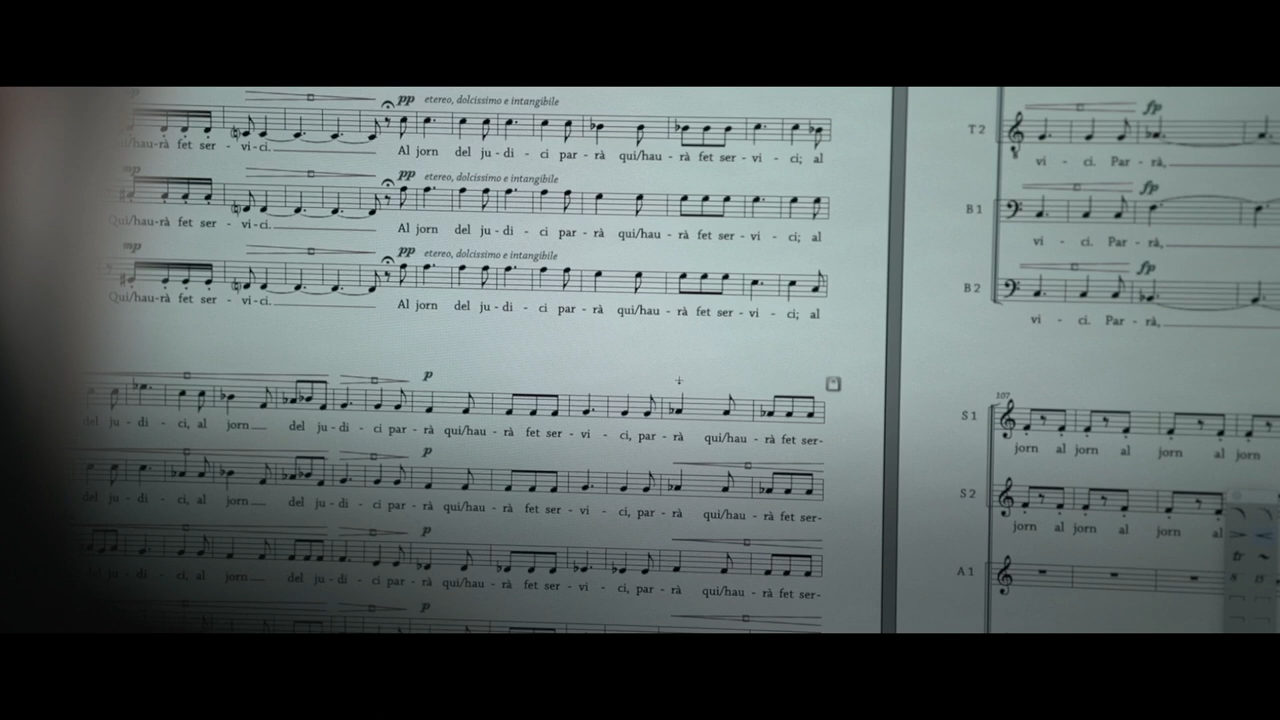 pp etereo, dolcissimo e intangibile
Qui/hau-rà fet ser - vi-ci. Al jorn del ju-di - ci par - rà qui/hau - rà fet ser - vi - ci; al
mp pp etereo, dolcissimo e intangibile
Qui/hau-rà fet ser - vi-ci. Al jorn del ju-di - ci par - rà qui/hau - rà fet ser - vi - ci; al
mp pp etereo, dolcissimo e intangibile
Qui/hau-rà fet ser - vi-ci. Al jorn del ju-di - ci par - rà qui/hau - rà fet ser - vi - ci; al
p
del ju - di - ci, al jorn del ju-di - ci par - rà qui/hau - rà fet ser - vi - ci, par - rà qui/hau - rà fet ser-
p
del ju - di - ci, al jorn del ju-di - ci par - rà qui/hau - rà fet ser - vi - ci, par - rà qui/hau - rà fet ser-
p
del ju - di - ci, al jorn del ju-di - ci par - rà qui/hau - rà fet ser - vi - ci, par - rà qui/hau - rà fet ser-
p
fp
T 2
vi - ci. Par - rà,
fp
B 1
vi - ci. Par - rà,
fp
B 2
vi - ci. Par - rà,
107
S 1
jorn al jorn al jorn al jorn
S 2
jorn al jorn al jorn al
A 1
tr
8 15